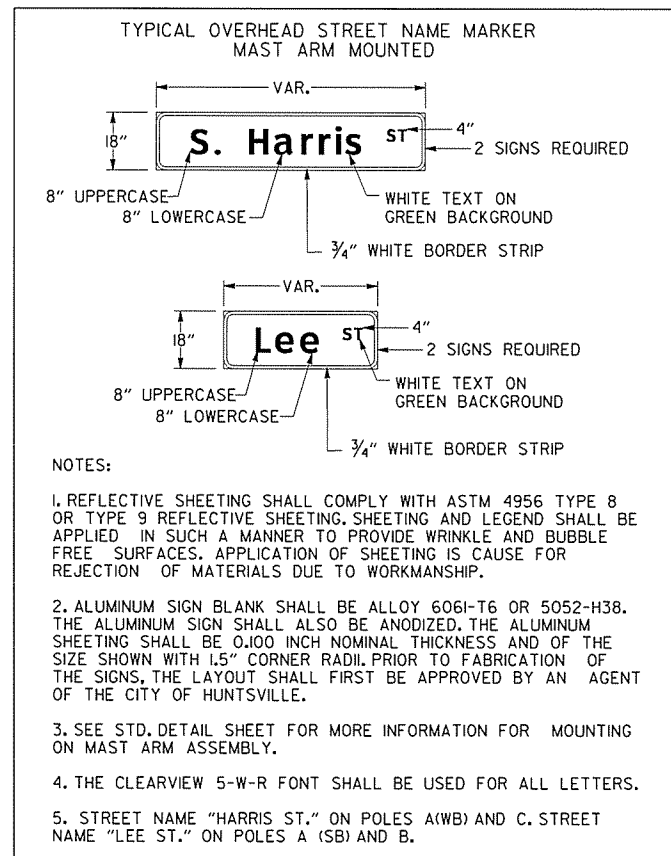 TYPICAL OVERHEAD STREET NAME MARKER
MAST ARM MOUNTED
VAR.
18"
S. Harris ST
4"
2 SIGNS REQUIRED
8" UPPERCASE
8" LOWERCASE
WHITE TEXT ON
GREEN BACKGROUND
3/4" WHITE BORDER STRIP
VAR.
18"
Lee ST
4"
2 SIGNS REQUIRED
8" UPPERCASE
8" LOWERCASE
WHITE TEXT ON
GREEN BACKGROUND
3/4" WHITE BORDER STRIP
NOTES:
1. REFLECTIVE SHEETING SHALL COMPLY WITH ASTM 4956 TYPE 8
OR TYPE 9 REFLECTIVE SHEETING. SHEETING AND LEGEND SHALL BE
APPLIED IN SUCH A MANNER TO PROVIDE WRINKLE AND BUBBLE
FREE SURFACES. APPLICATION OF SHEETING IS CAUSE FOR
REJECTION OF MATERIALS DUE TO WORKMANSHIP.
2. ALUMINUM SIGN BLANK SHALL BE ALLOY 6061-T6 OR 5052-H38.
THE ALUMINUM SIGN SHALL ALSO BE ANODIZED. THE ALUMINUM
SHEETING SHALL BE 0.100 INCH NOMINAL THICKNESS AND OF THE
SIZE SHOWN WITH 1.5" CORNER RADII. PRIOR TO FABRICATION OF
THE SIGNS, THE LAYOUT SHALL FIRST BE APPROVED BY AN AGENT
OF THE CITY OF HUNTSVILLE.
3. SEE STD. DETAIL SHEET FOR MORE INFORMATION FOR MOUNTING
ON MAST ARM ASSEMBLY.
4. THE CLEARVIEW 5-W-R FONT SHALL BE USED FOR ALL LETTERS.
5. STREET NAME "HARRIS ST." ON POLES A(WB) AND C. STREET
NAME "LEE ST." ON POLES A (SB) AND B.